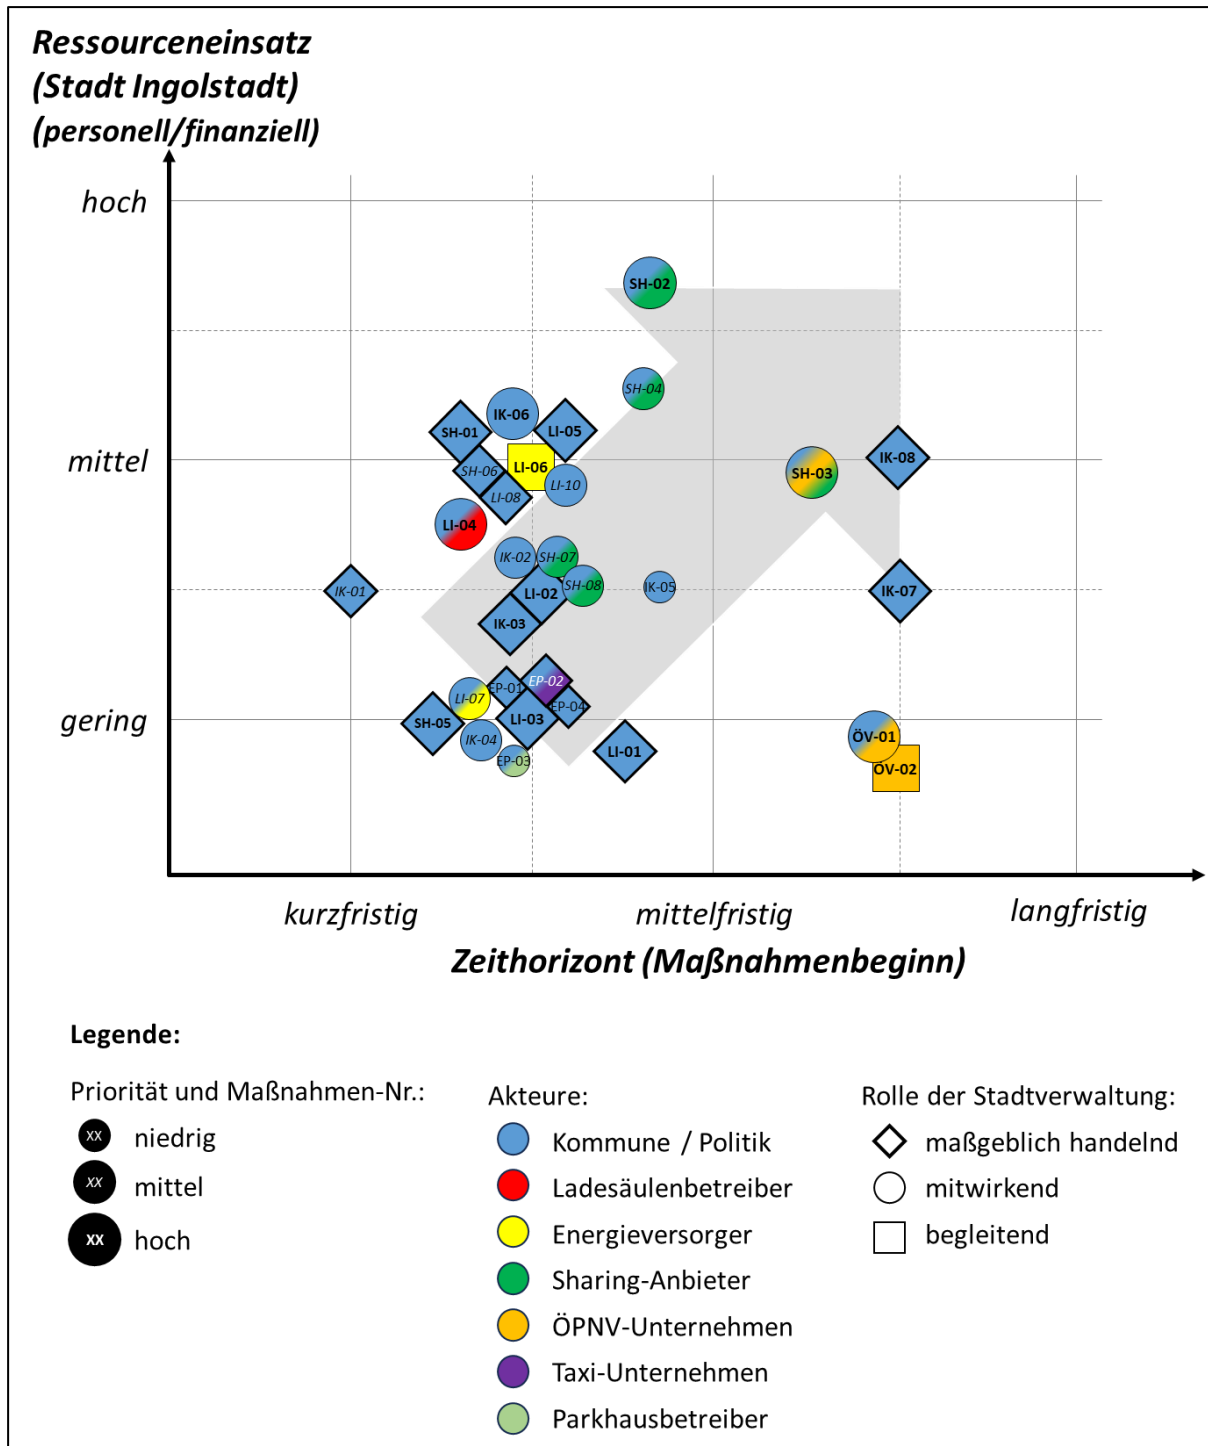 Ressourceneinsatz
(Stadt Ingolstadt)
(personell/finanziell)
hoch
SH-02
SH-04
IK-06
SH-01
LI-05
mittel
SH-06
LI-06
IK-08
SH-03
LI-08
LI-10
LI-04
IK-02
SH-07
IK-01
LI-02
SH-08
IK-05
IK-07
IK-03
EP-02
EP-01
LI-07
EP-04
gering
SH-05
LI-03
IK-04
LI-01
ÖV-01
EP-03
ÖV-02
kurzfristig
mittelfristig
langfristig
Zeithorizont (Maßnahmenbeginn)
Legende:
Priorität und Maßnahmen-Nr.:
xx niedrig
xx mittel
xx hoch
Akteure:
Kommune / Politik
Ladesäulenbetreiber
Energieversorger
Sharing-Anbieter
ÖPNV-Unternehmen
Taxi-Unternehmen
Parkhausbetreiber
Rolle der Stadtverwaltung:
maßgeblich handelnd
mitwirkend
begleitend